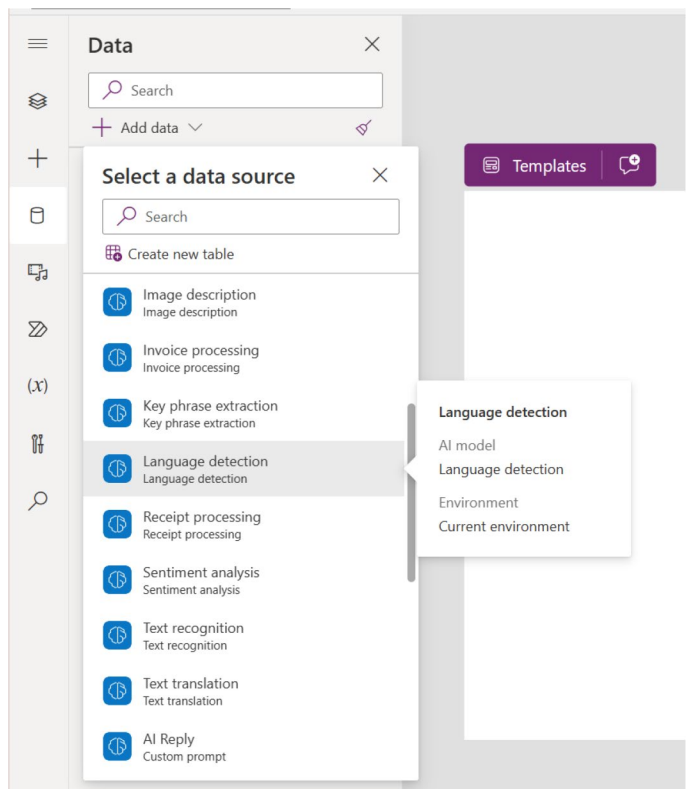 Data
Search
Add data
Select a data source
Search
Create new table
Image description
Image description
Invoice processing
Invoice processing
Key phrase extraction
Key phrase extraction
Language detection
Language detection
Receipt processing
Receipt processing
Sentiment analysis
Sentiment analysis
Text recognition
Text recognition
Text translation
Text translation
AI Reply
Custom prompt
(x)
Templates
Language detection
AI model
Language detection
Environment
Current environment